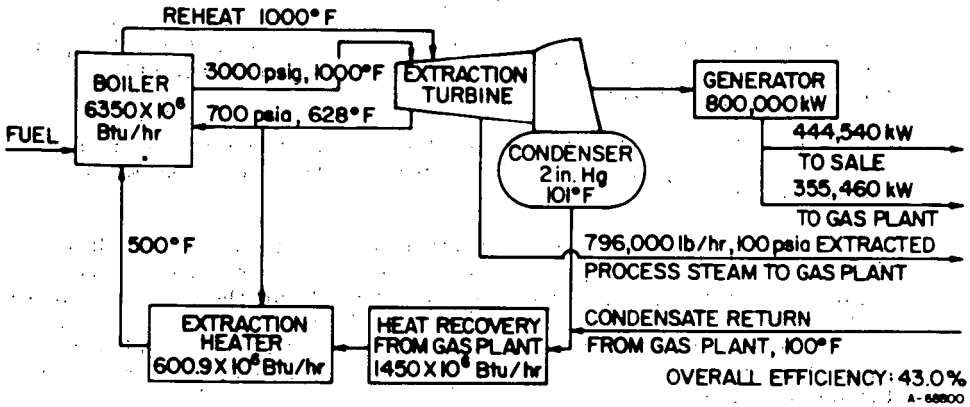 REHEAT 1000°F
BOILER
6350 X 10⁶
Btu/hr
FUEL
3000 psig, 1000°F
700 psia, 628°F
EXTRACTION
TURBINE
GENERATOR
800,000 kW
444,540 kW
TO SALE
355,460 kW
TO GAS PLANT
CONDENSER
2 in. Hg
101°F
796,000 lb/hr, 100 psia EXTRACTED
PROCESS STEAM TO GAS PLANT
500°F
EXTRACTION
HEATER
600.9 X 10⁶ Btu/hr
HEAT RECOVERY
FROM GAS PLANT
1450 X 10⁶ Btu/hr
CONDENSATE RETURN
FROM GAS PLANT, 100°F
OVERALL EFFICIENCY: 43.0%
A-68800